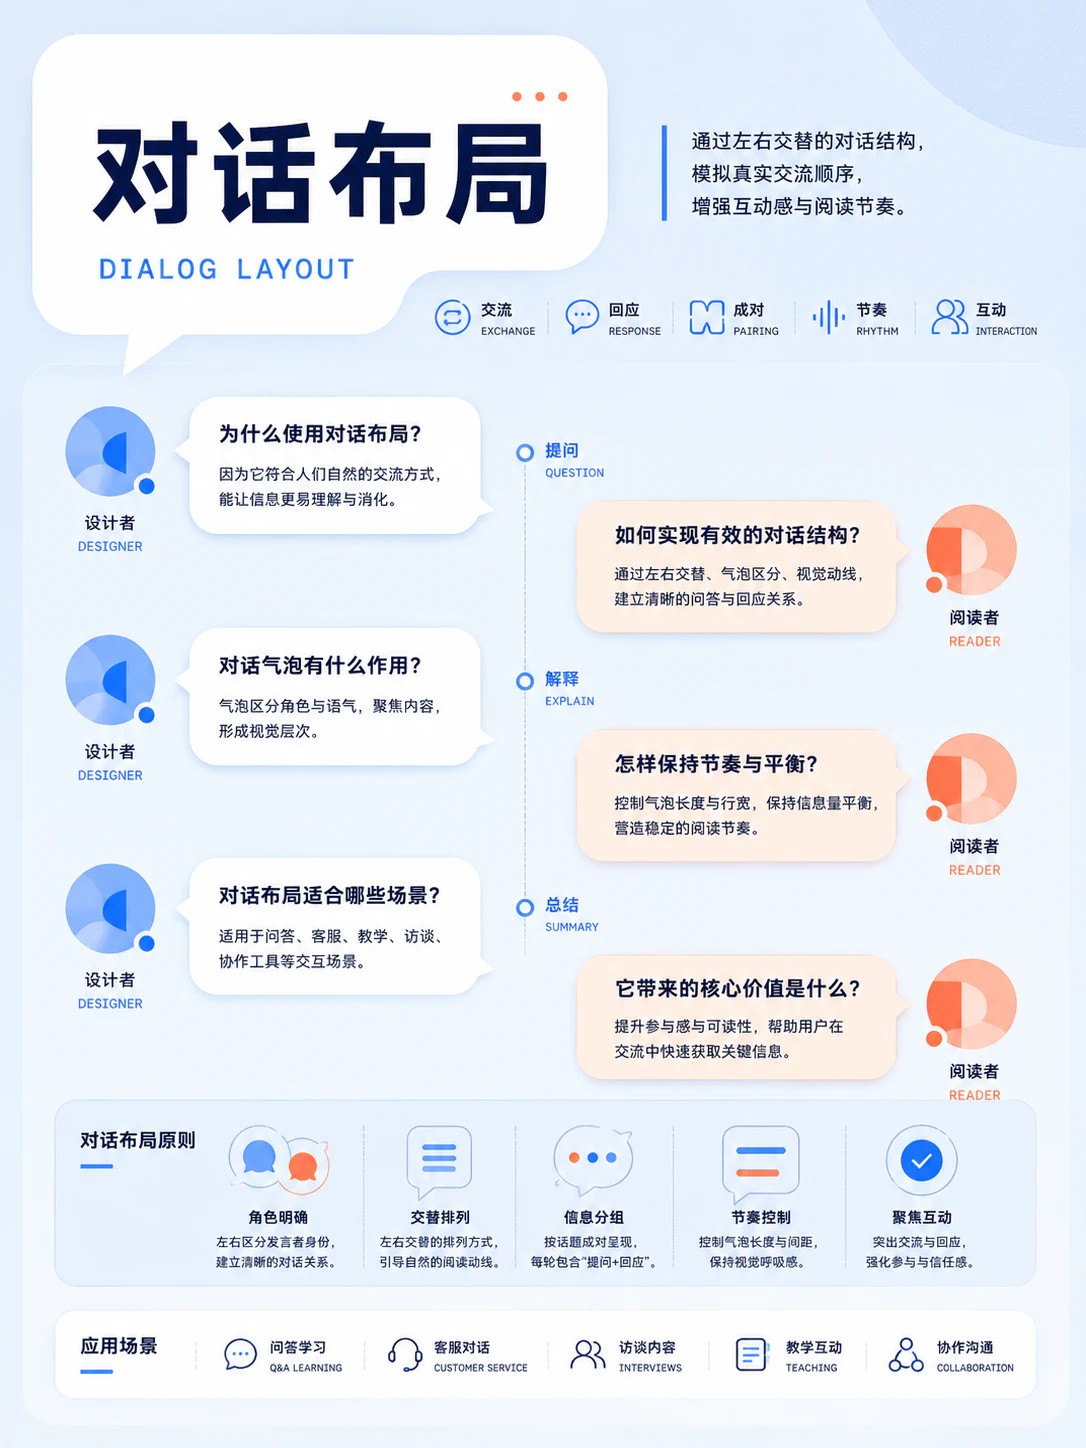 对话布局
DIALOG LAYOUT
通过左右交替的对话结构，
模拟真实交流顺序，
增强互动感与阅读节奏。
交流
EXCHANGE
回应
RESPONSE
成对
PAIRING
节奏
RHYTHM
互动
INTERACTION
设计者
DESIGNER
为什么使用对话布局？
因为它符合人们自然的交流方式，
能让信息更易理解与消化。
提问
QUESTION
如何实现有效的对话结构？
通过左右交替、气泡区分、视觉动线，
建立清晰的问答与回应关系。
阅读者
READER
设计者
DESIGNER
对话气泡有什么作用？
气泡区分角色与语气，聚焦内容，
形成视觉层次。
解释
EXPLAIN
怎样保持节奏与平衡？
控制气泡长度与行宽，保持信息量平衡，
营造稳定的阅读节奏。
阅读者
READER
设计者
DESIGNER
对话布局适合哪些场景？
适用于问答、客服、教学、访谈、
协作工具等交互场景。
总结
SUMMARY
它带来的核心价值是什么？
提升参与感与可读性，帮助用户在
交流中快速获取关键信息。
阅读者
READER
对话布局原则
角色明确
左右区分发言者身份，
建立清晰的对话关系。
交替排列
左右交替的排列方式，
引导自然的阅读动线。
信息分组
按话题成对呈现，
每轮包含“提问+回应”。
节奏控制
控制气泡长度与间距，
保持视觉呼吸感。
聚焦互动
突出交流与回应，
强化参与与信任感。
应用场景
问答学习
Q&A LEARNING
客服对话
CUSTOMER SERVICE
访谈内容
INTERVIEWS
教学互动
TEACHING
协作沟通
COLLABORATION